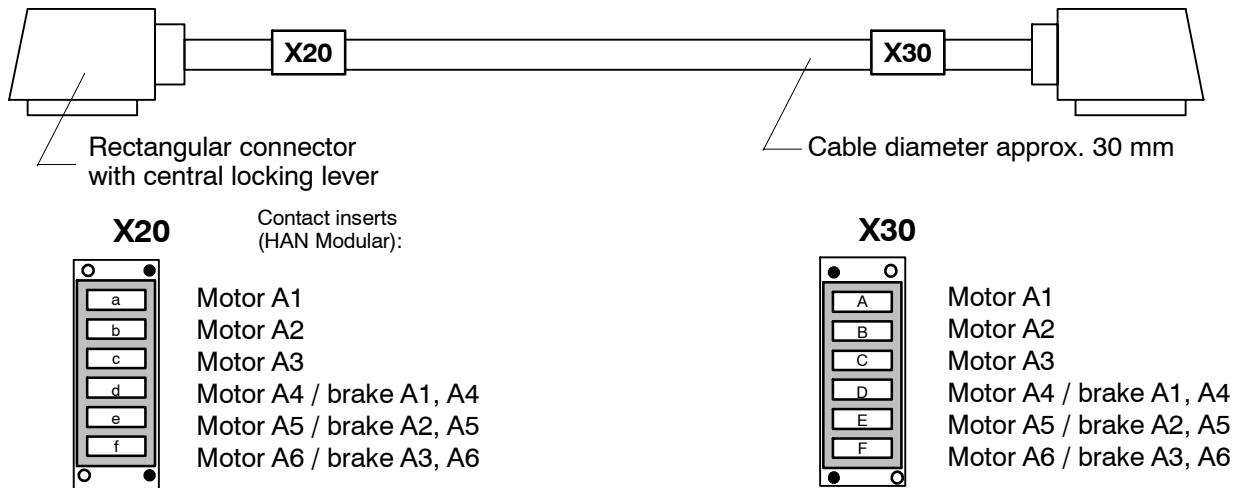 X20
X30
Rectangular connector
with central locking lever
Cable diameter approx. 30 mm
X20
Contact inserts
(HAN Modular):
a Motor A1
b Motor A2
c Motor A3
d Motor A4 / brake A1, A4
e Motor A5 / brake A2, A5
f Motor A6 / brake A3, A6
X30
A Motor A1
B Motor A2
C Motor A3
D Motor A4 / brake A1, A4
E Motor A5 / brake A2, A5
F Motor A6 / brake A3, A6